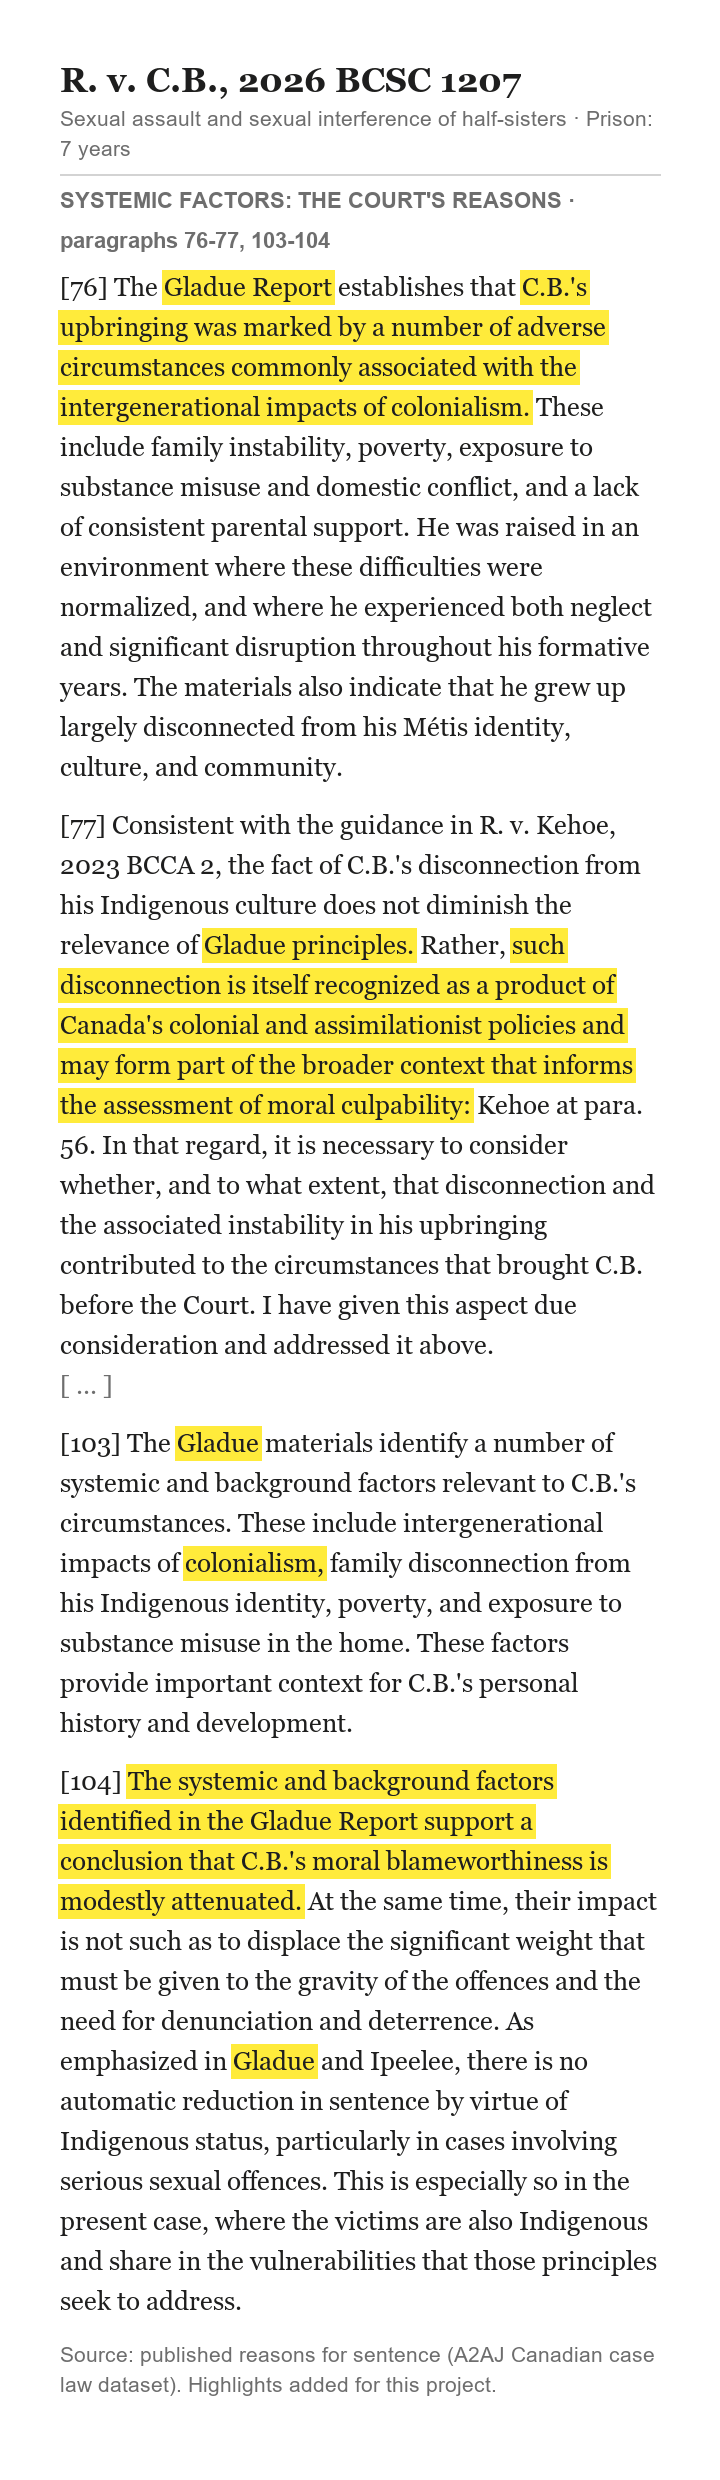 R. v. C.B., 2026 BCSC 1207
Sexual assault and sexual interference of half-sisters · Prison:
7 years
SYSTEMIC FACTORS: THE COURT'S REASONS ·
paragraphs 76-77, 103-104
[76] The Gladue Report establishes that C.B.'s
upbringing was marked by a number of adverse
circumstances commonly associated with the
intergenerational impacts of colonialism. These
include family instability, poverty, exposure to
substance misuse and domestic conflict, and a lack
of consistent parental support. He was raised in an
environment where these difficulties were
normalized, and where he experienced both neglect
and significant disruption throughout his formative
years. The materials also indicate that he grew up
largely disconnected from his Métis identity,
culture, and community.
[77] Consistent with the guidance in R. v. Kehoe,
2023 BCCA 2, the fact of C.B.'s disconnection from
his Indigenous culture does not diminish the
relevance of Gladue principles. Rather, such
disconnection is itself recognized as a product of
Canada's colonial and assimilationist policies and
may form part of the broader context that informs
the assessment of moral culpability: Kehoe at para.
56. In that regard, it is necessary to consider
whether, and to what extent, that disconnection and
the associated instability in his upbringing
contributed to the circumstances that brought C.B.
before the Court. I have given this aspect due
consideration and addressed it above.
[ ... ]
[103] The Gladue materials identify a number of
systemic and background factors relevant to C.B.'s
circumstances. These include intergenerational
impacts of colonialism, family disconnection from
his Indigenous identity, poverty, and exposure to
substance misuse in the home. These factors
provide important context for C.B.'s personal
history and development.
[104] The systemic and background factors
identified in the Gladue Report support a
conclusion that C.B.'s moral blameworthiness is
modestly attenuated. At the same time, their impact
is not such as to displace the significant weight that
must be given to the gravity of the offences and the
need for denunciation and deterrence. As
emphasized in Gladue and Ipeelee, there is no
automatic reduction in sentence by virtue of
Indigenous status, particularly in cases involving
serious sexual offences. This is especially so in the
present case, where the victims are also Indigenous
and share in the vulnerabilities that those principles
seek to address.
Source: published reasons for sentence (A2AJ Canadian case
law dataset). Highlights added for this project.